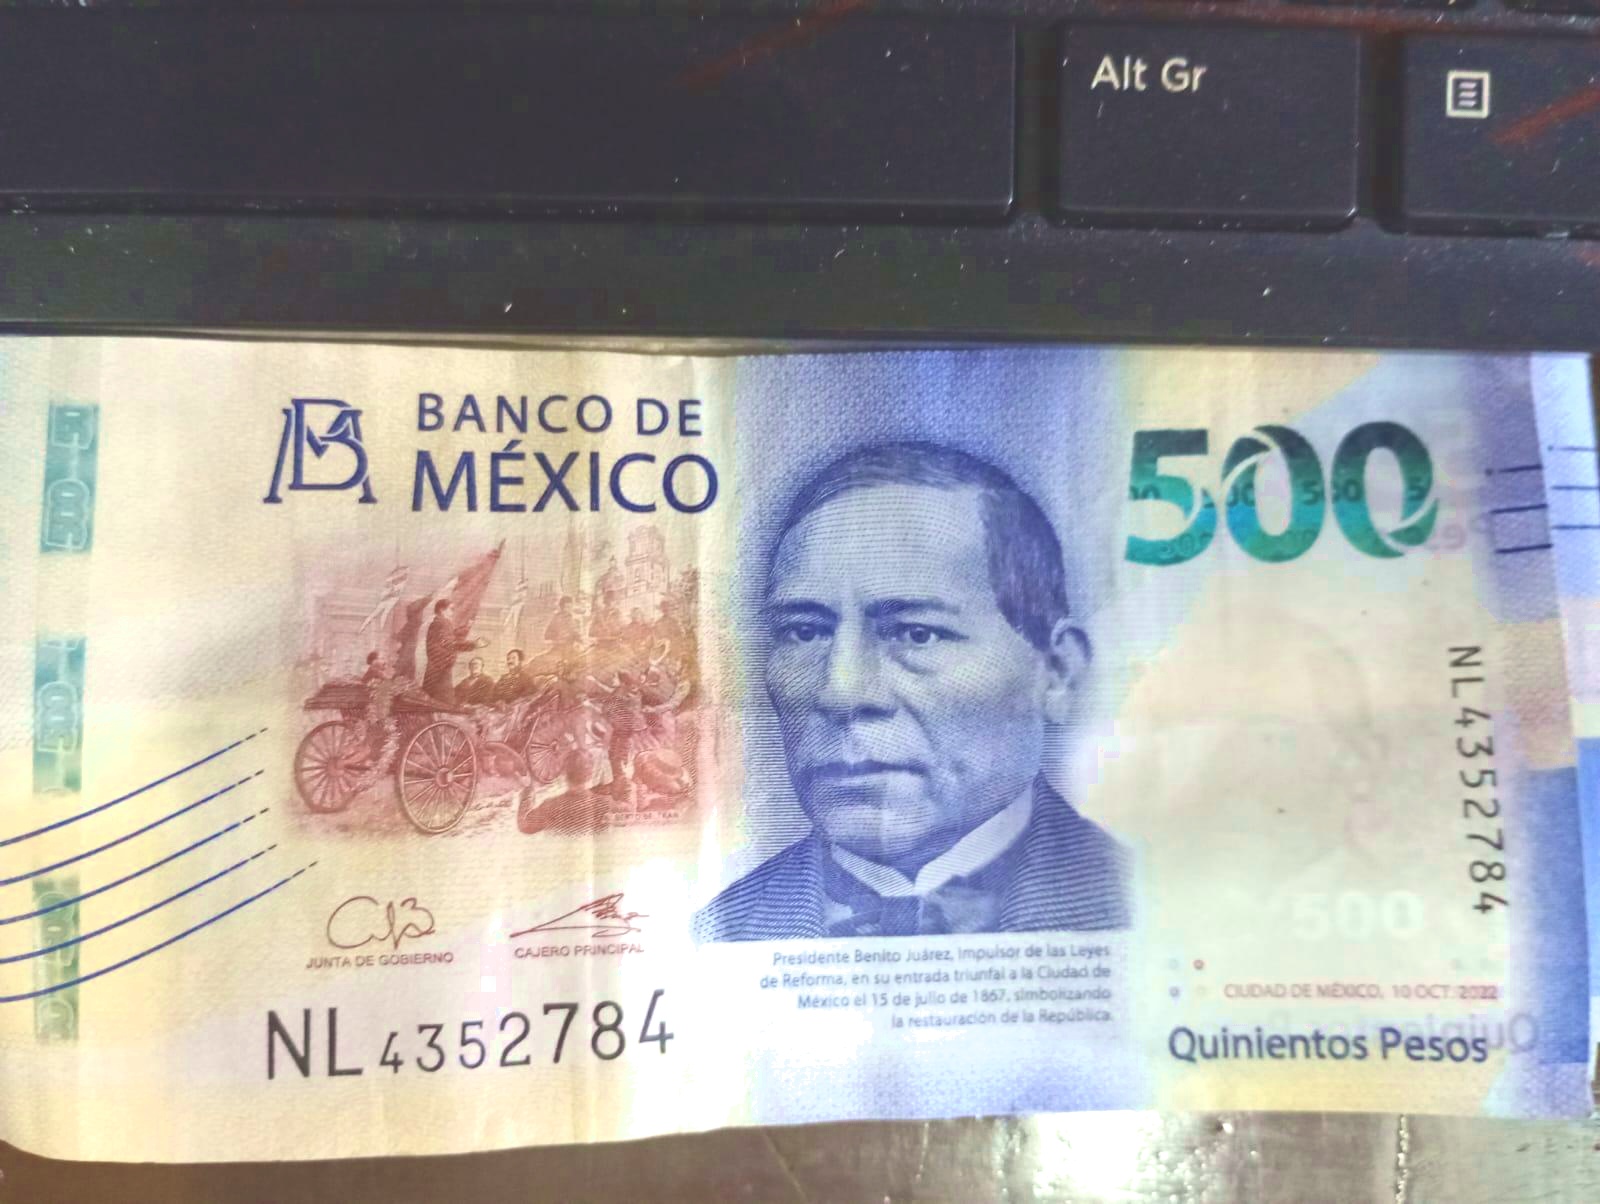 Alt Gr
BANCO DE
MÉXICO
500
NL4352784
JUNTA DE GOBIERNO
CAJERO PRINCIPAL
Presidente Benito Juárez, impulsor de las Leyes
de Reforma, en su entrada triunfal a la Ciudad de
México el 15 de julio de 1867, simbolizando
la restauración de la República.
500
CIUDAD DE MÉXICO, 10 OCT. 2022
NL4352784
Quinientos Pesos